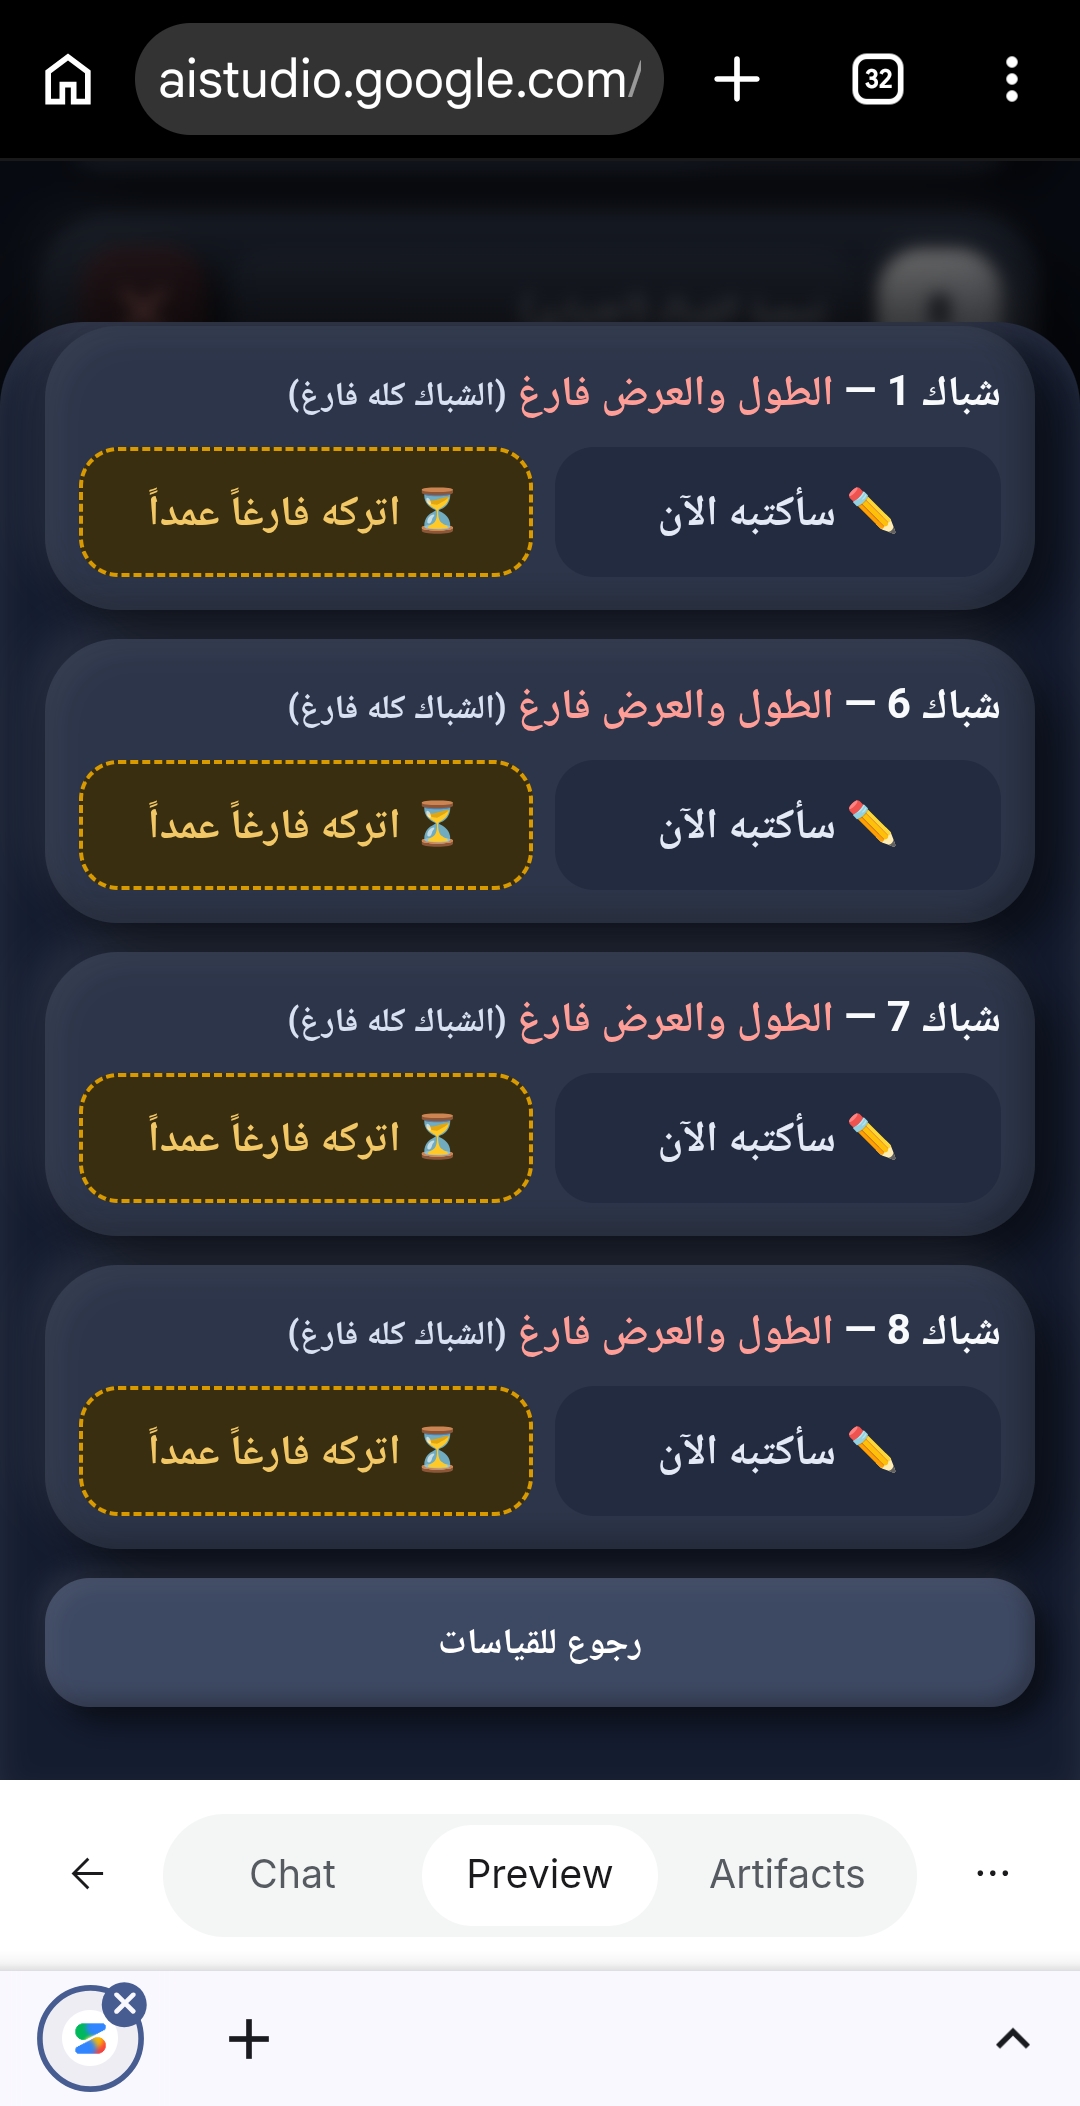 aistudio.google.com/
32
شباك 1 – الطول والعرض فارغ (الشباك كله فارغ)
✏️ سأكتبه الآن
⏳ اتركه فارغاً عمداً
شباك 6 – الطول والعرض فارغ (الشباك كله فارغ)
✏️ سأكتبه الآن
⏳ اتركه فارغاً عمداً
شباك 7 – الطول والعرض فارغ (الشباك كله فارغ)
✏️ سأكتبه الآن
⏳ اتركه فارغاً عمداً
شباك 8 – الطول والعرض فارغ (الشباك كله فارغ)
✏️ سأكتبه الآن
⏳ اتركه فارغاً عمداً
رجوع للقياسات
Chat
Preview
Artifacts